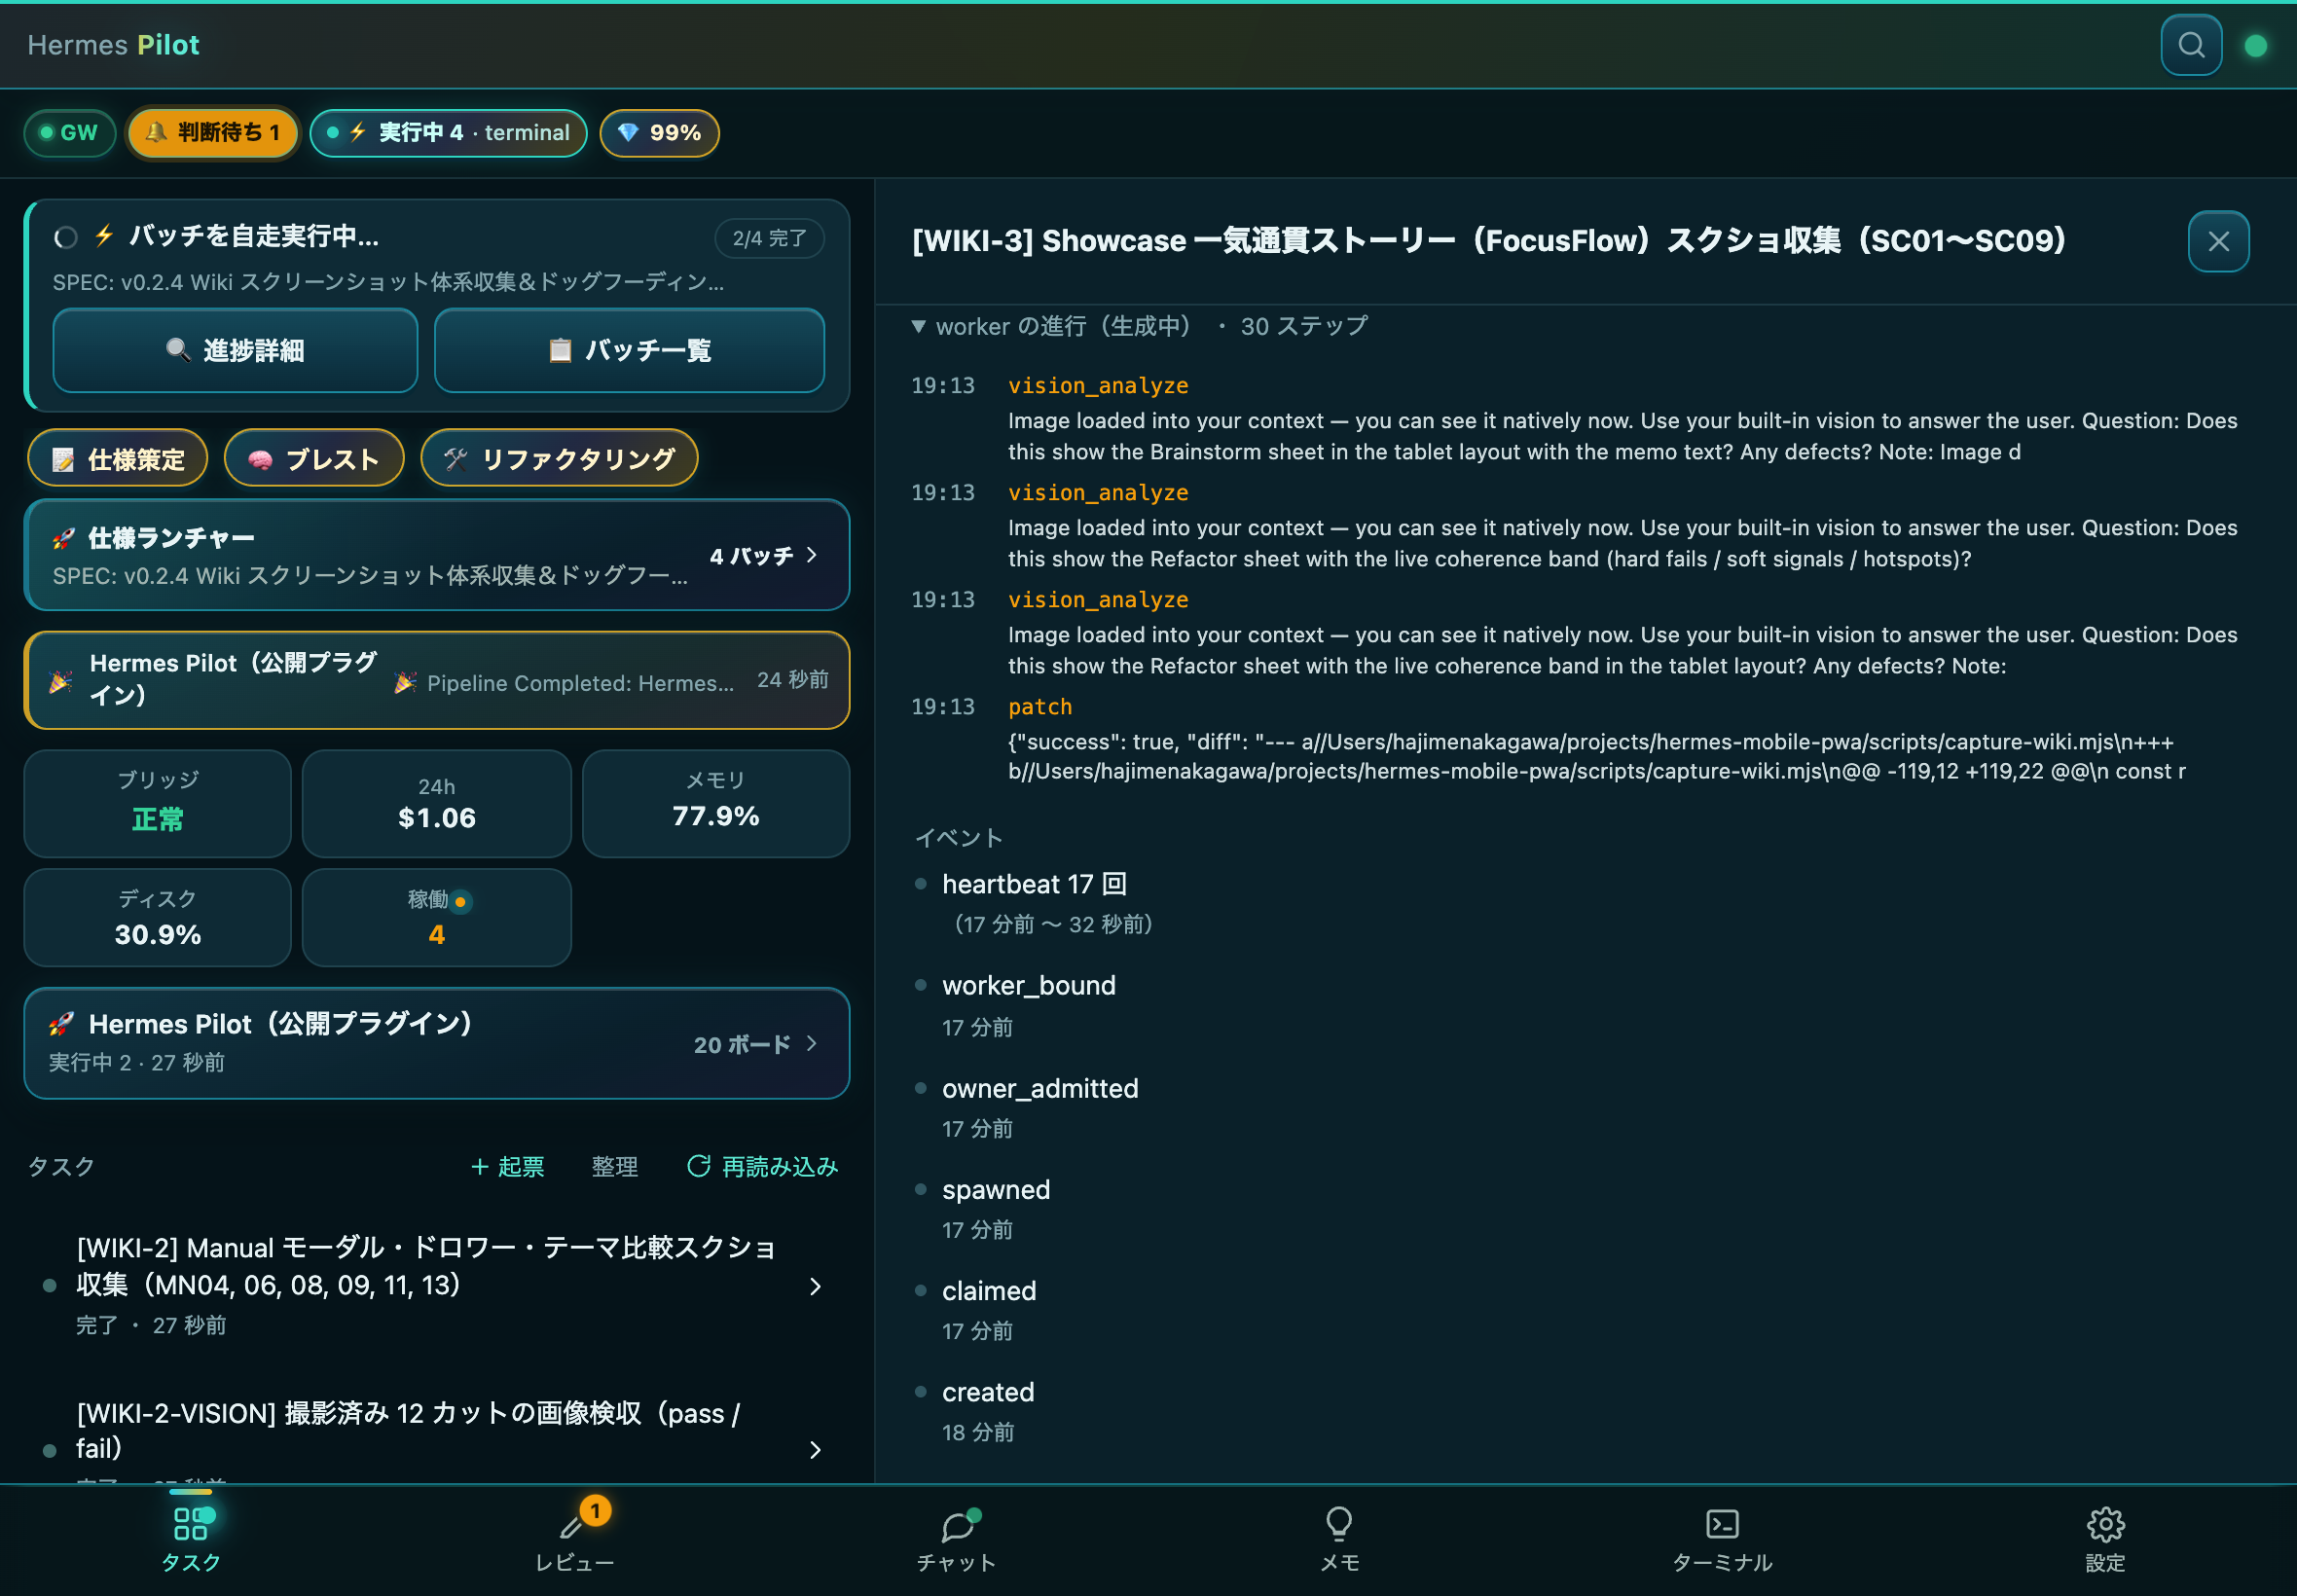 Hermes Pilot
GW
🔔 判断待ち 1
⚡ 実行中 4 · terminal
💎 99%
⚡ バッチを自走実行中...
2/4 完了
SPEC: v0.2.4 Wiki スクリーンショット体系収集＆ドッグフーディン...
🔍 進捗詳細
📋 バッチ一覧
📝 仕様策定
🧠 ブレスト
🛠️ リファクタリング
🚀 仕様ランチャー
SPEC: v0.2.4 Wiki スクリーンショット体系収集＆ドッグフー...
4 バッチ
🎉 Hermes Pilot（公開プラグ
イン）
🎉 Pipeline Completed: Hermes...
24 秒前
ブリッジ
正常
24h
$1.06
メモリ
77.9%
ディスク
30.9%
稼働
4
🚀 Hermes Pilot（公開プラグイン）
実行中 2 · 27 秒前
20 ボード
タスク
+ 起票
整理
再読み込み
[WIKI-2] Manual モーダル・ドロワー・テーマ比較スクショ
収集（MN04, 06, 08, 09, 11, 13）
完了 ・ 27 秒前
[WIKI-2-VISION] 撮影済み 12 カットの画像検収（pass /
fail）
[WIKI-3] Showcase 一気通貫ストーリー（FocusFlow）スクショ収集（SC01〜SC09）
▼ worker の進行（生成中） ・ 30 ステップ
19:13 vision_analyze
Image loaded into your context — you can see it natively now. Use your built-in vision to answer the user. Question: Does
this show the Brainstorm sheet in the tablet layout with the memo text? Any defects? Note: Image d
19:13 vision_analyze
Image loaded into your context — you can see it natively now. Use your built-in vision to answer the user. Question: Does
this show the Refactor sheet with the live coherence band (hard fails / soft signals / hotspots)?
19:13 vision_analyze
Image loaded into your context — you can see it natively now. Use your built-in vision to answer the user. Question: Does
this show the Refactor sheet with the live coherence band in the tablet layout? Any defects? Note:
19:13 patch
{"success": true, "diff": "--- a//Users/hajimenakagawa/projects/hermes-mobile-pwa/scripts/capture-wiki.mjs\n+++
b//Users/hajimenakagawa/projects/hermes-mobile-pwa/scripts/capture-wiki.mjs\n@@ -119,12 +119,22 @@\n const r
イベント
heartbeat 17 回
（17 分前 〜 32 秒前）
worker_bound
17 分前
owner_admitted
17 分前
spawned
17 分前
claimed
17 分前
created
18 分前
タスク
1
レビュー
チャット
メモ
ターミナル
設定